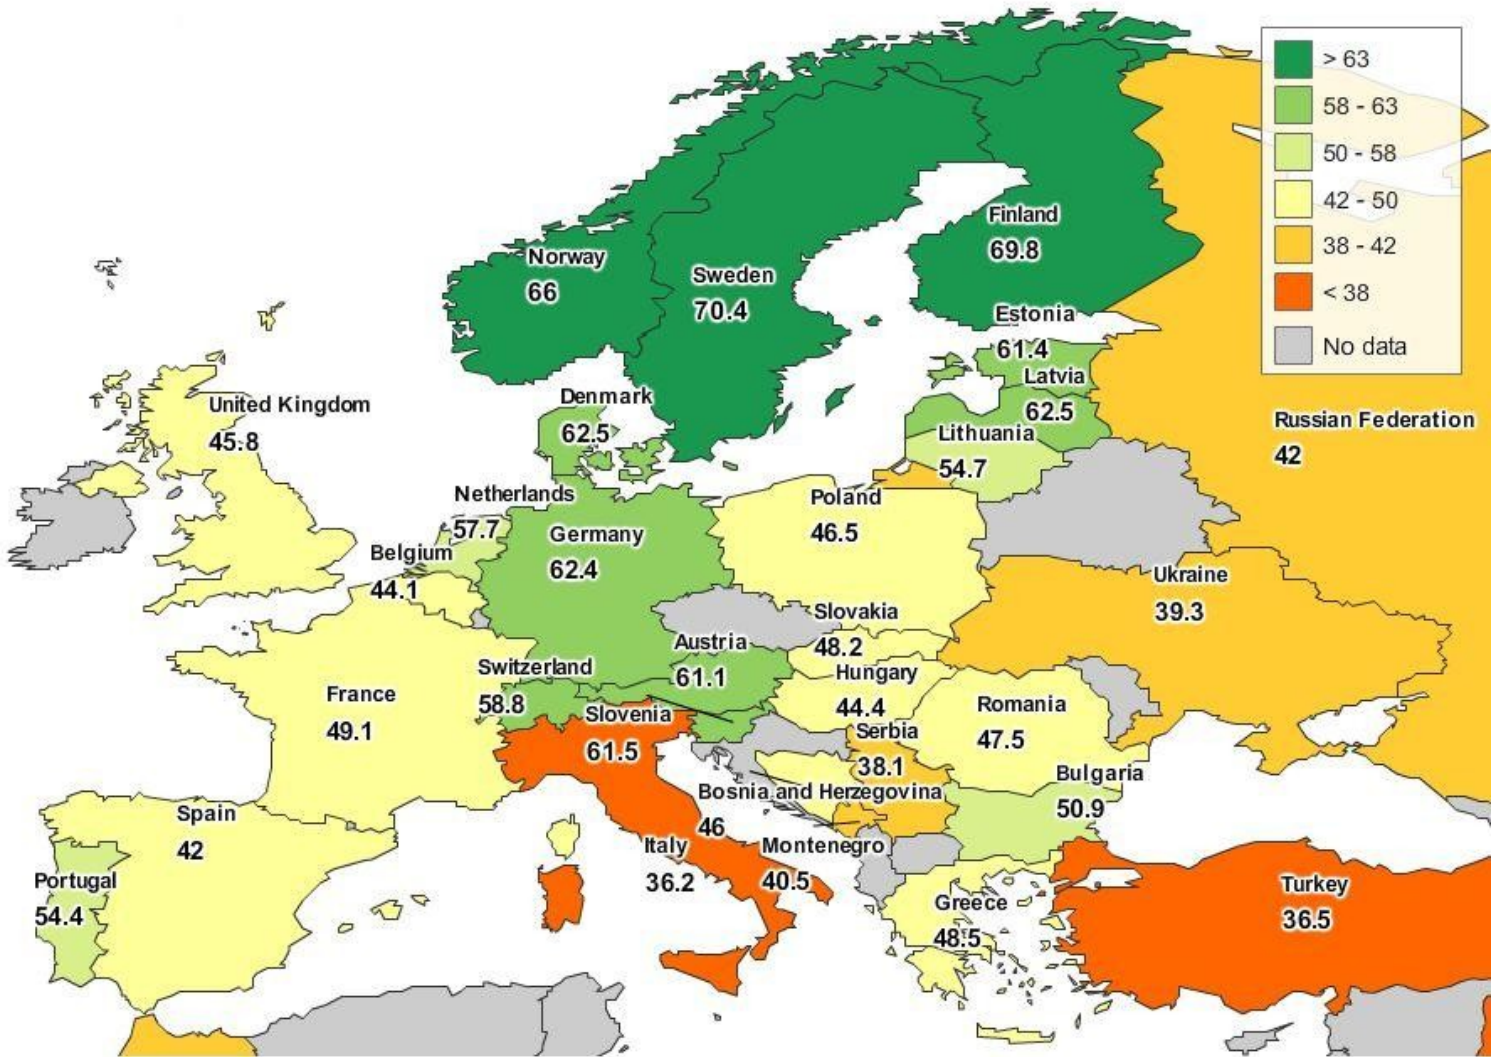 > 63
58 - 63
50 - 58
42 - 50
38 - 42
< 38
No data
Finland
69.8
Norway
66
Sweden
70.4
Estonia
61.4
Latvia
62.5
Denmark
62.5
United Kingdom
45.8
Lithuania
54.7
Russian Federation
42
Netherlands
57.7
Poland
46.5
Germany
62.4
Belgium
44.1
Ukraine
39.3
Slovakia
48.2
Austria
61.1
Switzerland
58.8
Hungary
44.4
France
49.1
Slovenia
61.5
Romania
47.5
Serbia
38.1
Bulgaria
50.9
Bosnia and Herzegovina
46
Spain
42
Italy
36.2
Montenegro
40.5
Portugal
54.4
Turkey
36.5
Greece
48.5